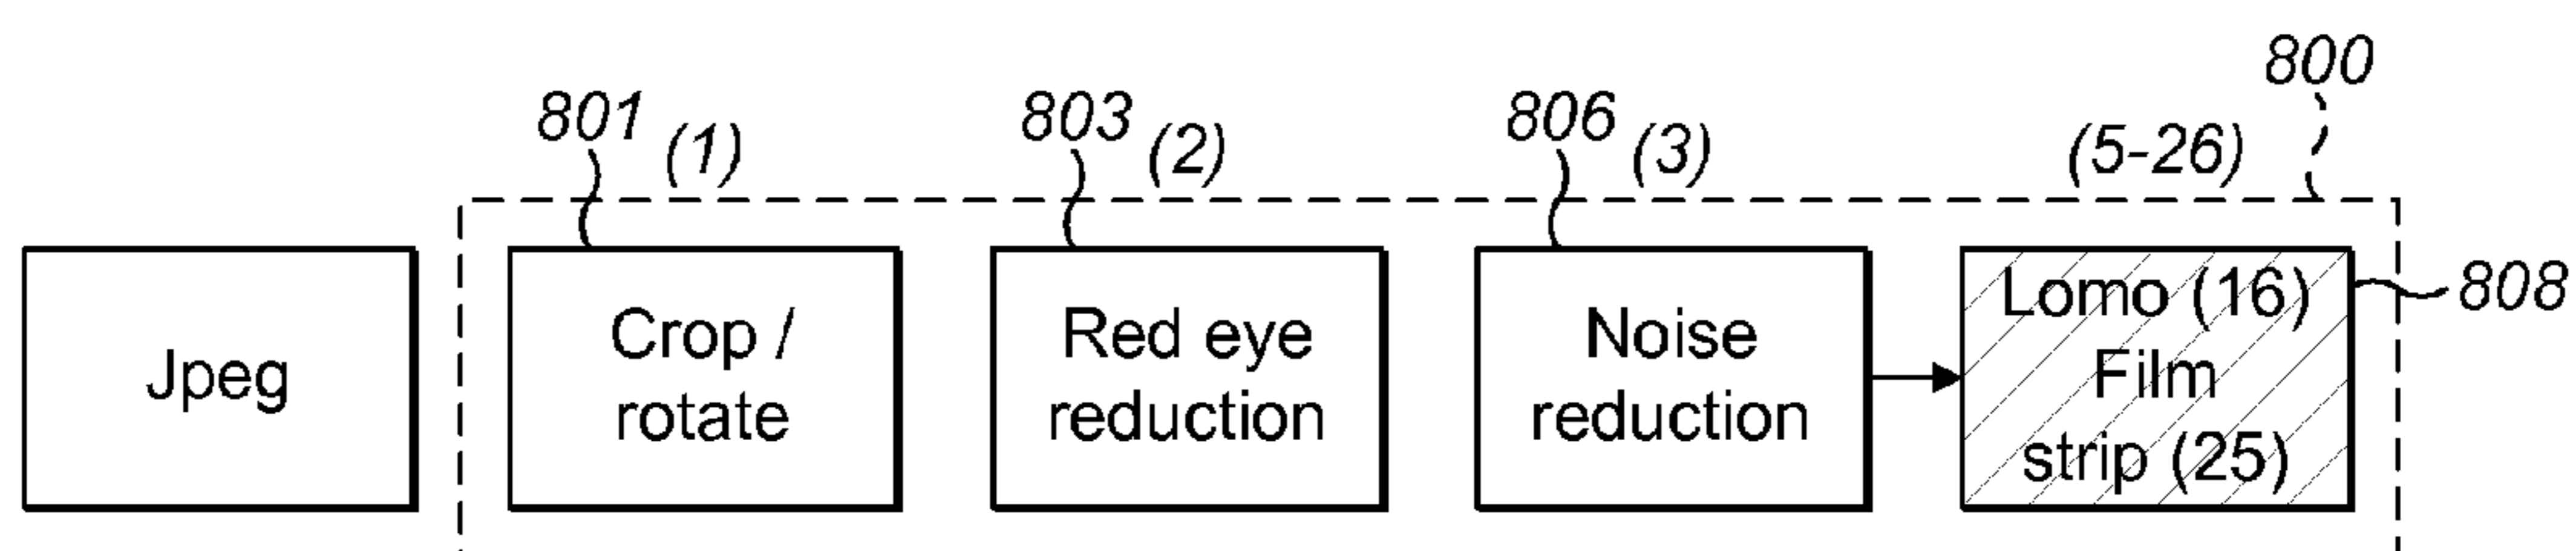 800
801 (1) 803 (2) 806 (3) (5-26)
Jpeg
Crop /
rotate
Red eye
reduction
Noise
reduction
Lomo (16)
Film
strip (25)
808